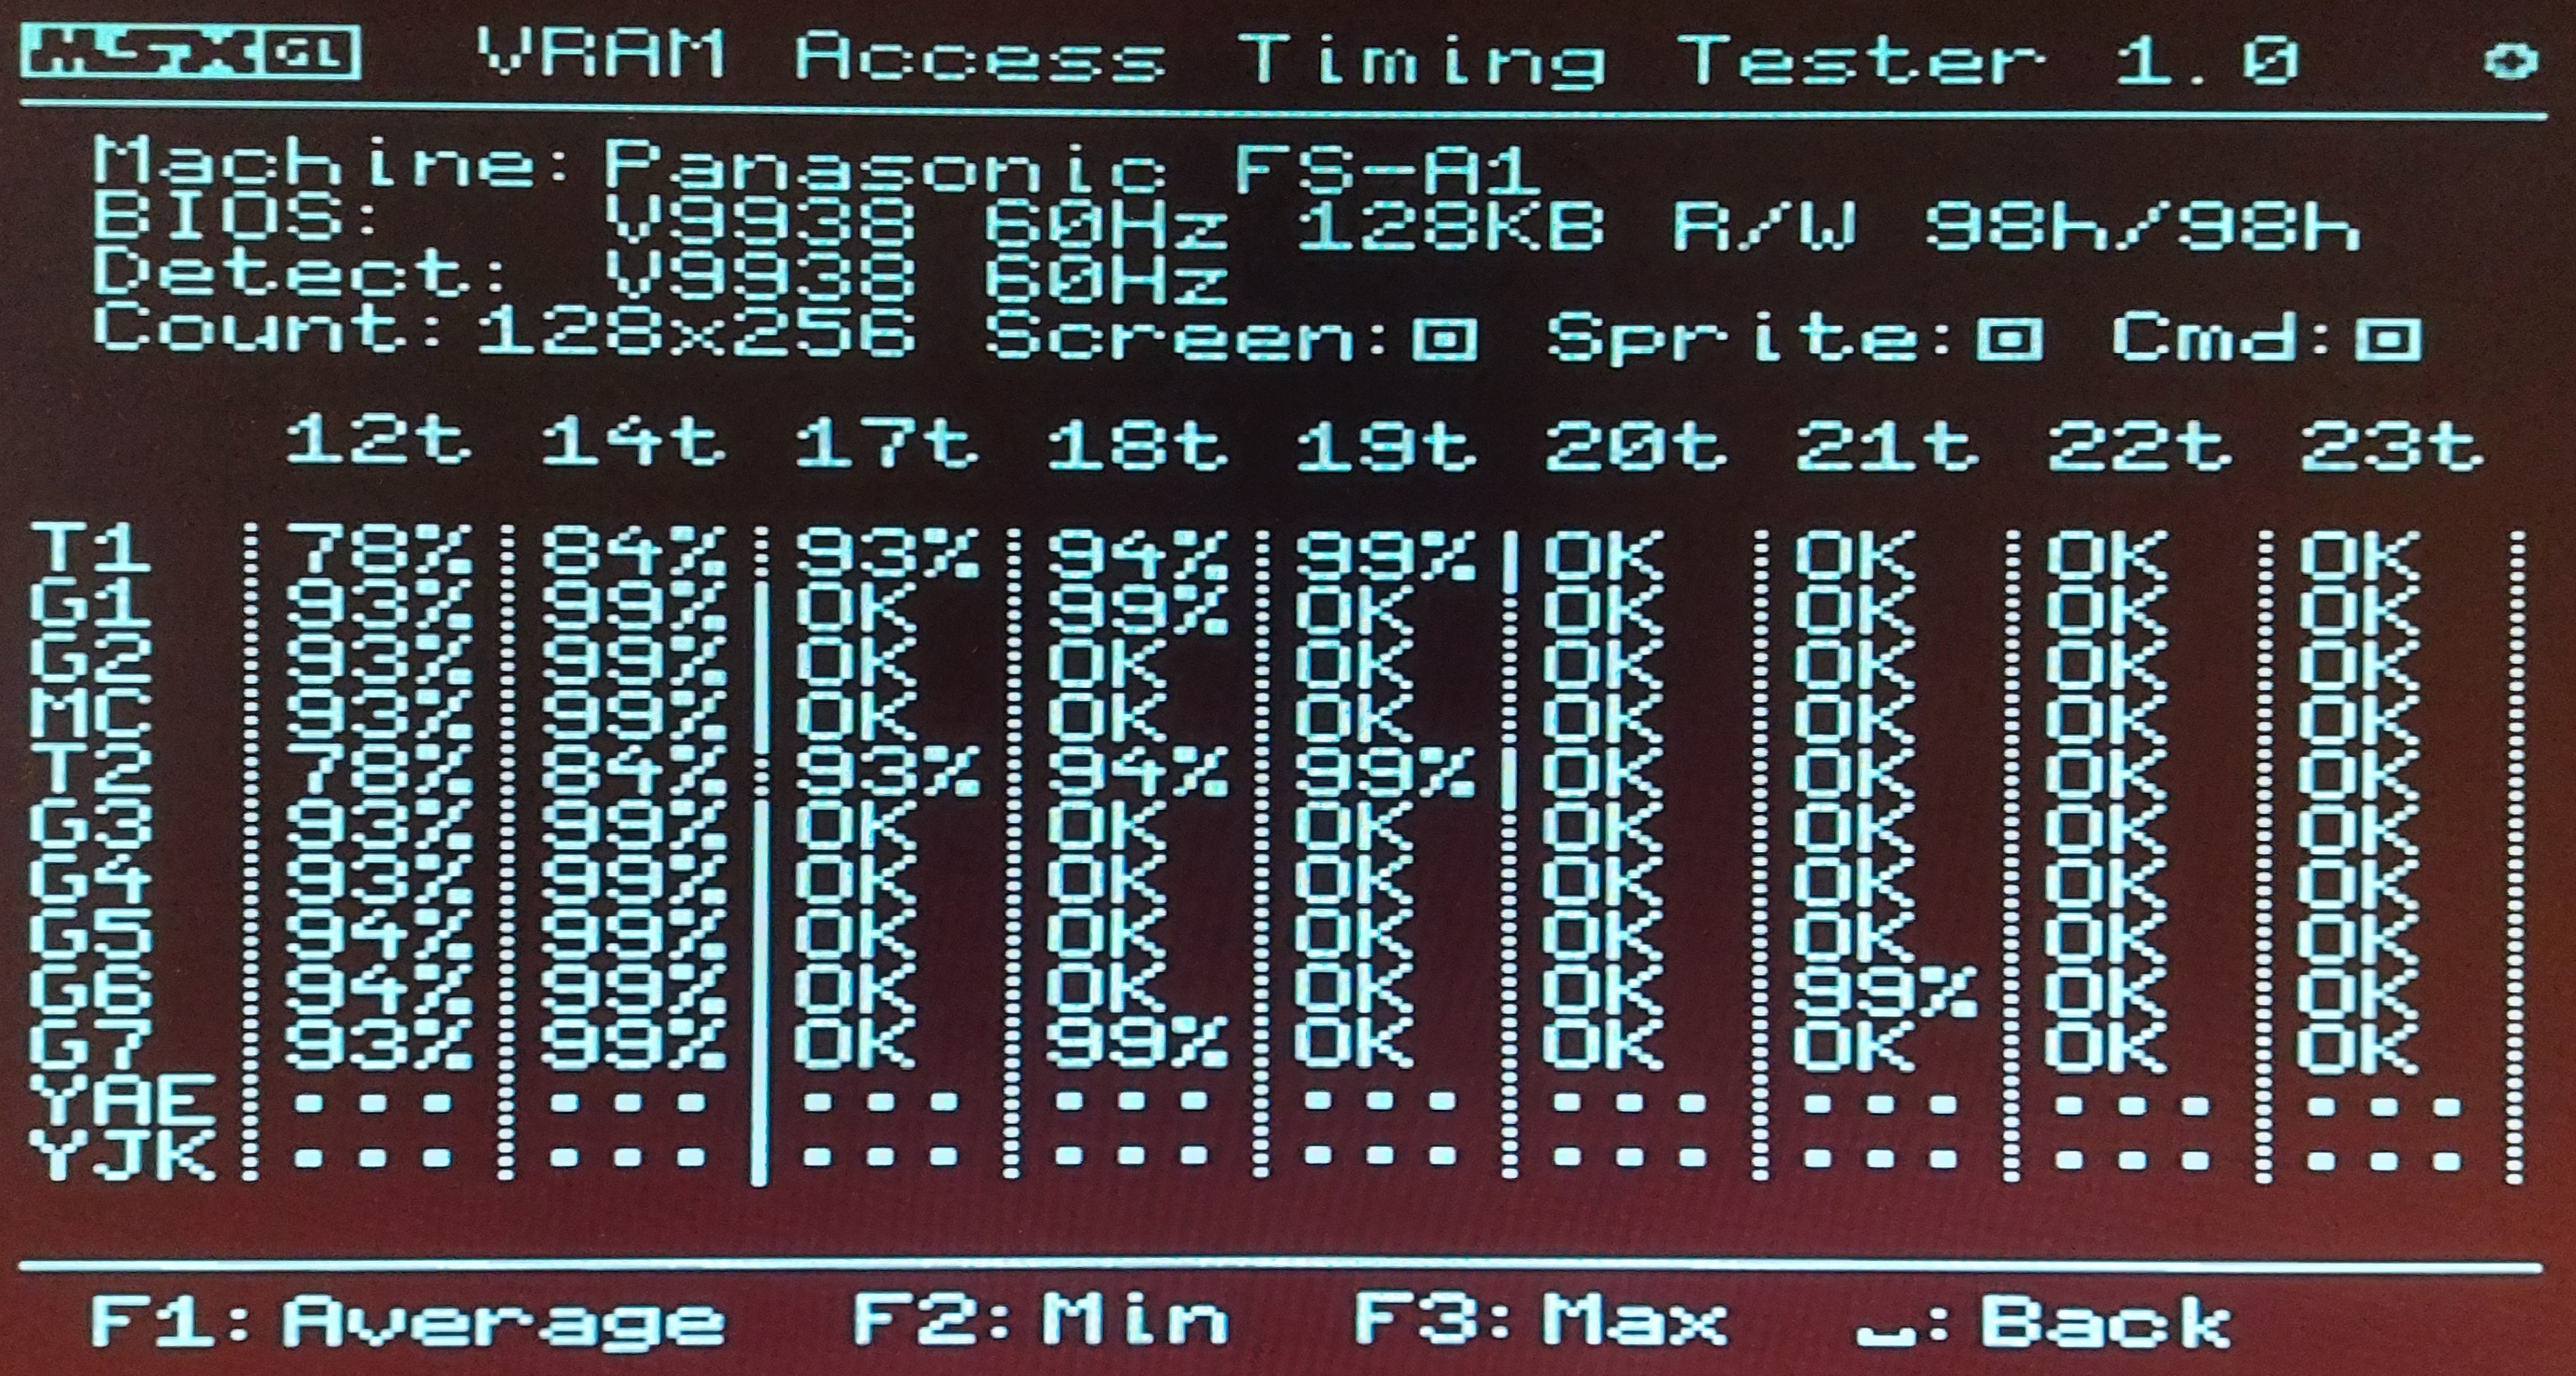 MSX GL VRAM Access Timing Tester 1.0
Machine: Panasonic FS-A1
BIOS: V9938 60Hz 128KB R/W 98h/98h
Detect: V9938 60Hz
Count: 128x256 Screen: Sprite: Cmd:
12t 14t 17t 18t 19t 20t 21t 22t 23t
T1 78% 84% 93% 94% 99% OK OK OK OK
G1 93% 99% OK 99% OK OK OK OK OK
G2 93% 99% OK OK OK OK OK OK OK
MC 93% 99% OK OK OK OK OK OK OK
T2 78% 84% 93% 94% 99% OK OK OK OK
G3 93% 99% OK OK OK OK OK OK OK
G4 93% 99% OK OK OK OK OK OK OK
G5 94% 99% OK OK OK OK OK OK OK
G6 94% 99% OK OK OK OK 99% OK OK
G7 93% 99% OK 99% OK OK OK OK OK
YAE ... ... ... ... ... ... ... ... ...
YJK ... ... ... ... ... ... ... ... ...
F1: Average F2: Min F3: Max ⎵: Back